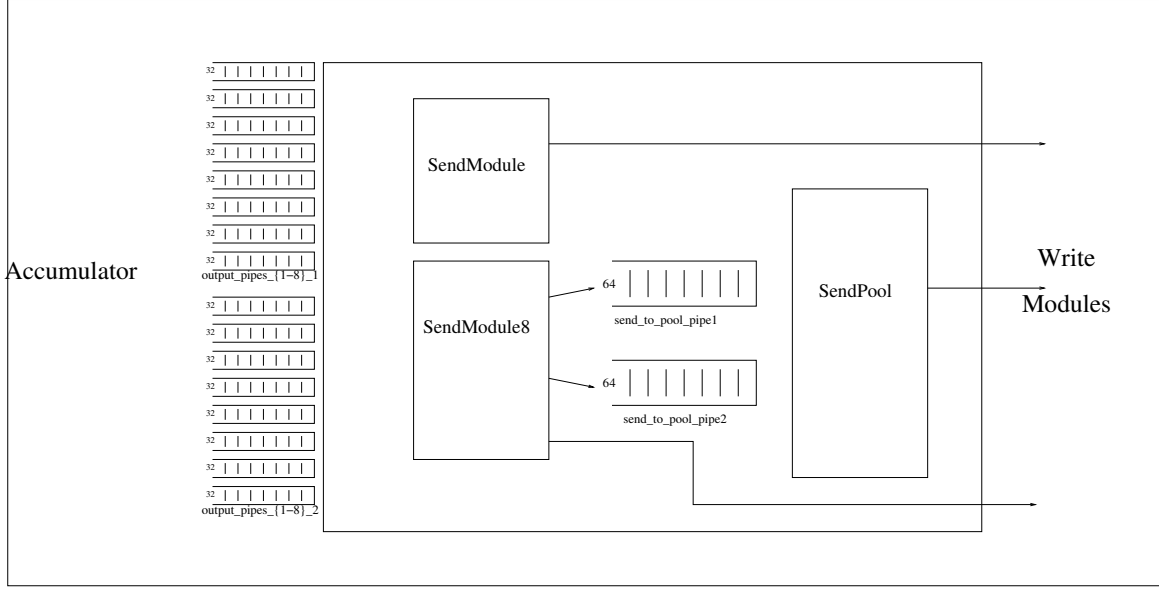 32
32
32
32
32
32
32
32
output_pipes_{1−8}_1
32
32
32
32
32
32
32
32
output_pipes_{1−8}_2
Accumulator
SendModule
SendModule8
64
send_to_pool_pipe1
64
send_to_pool_pipe2
SendPool
Write
Modules